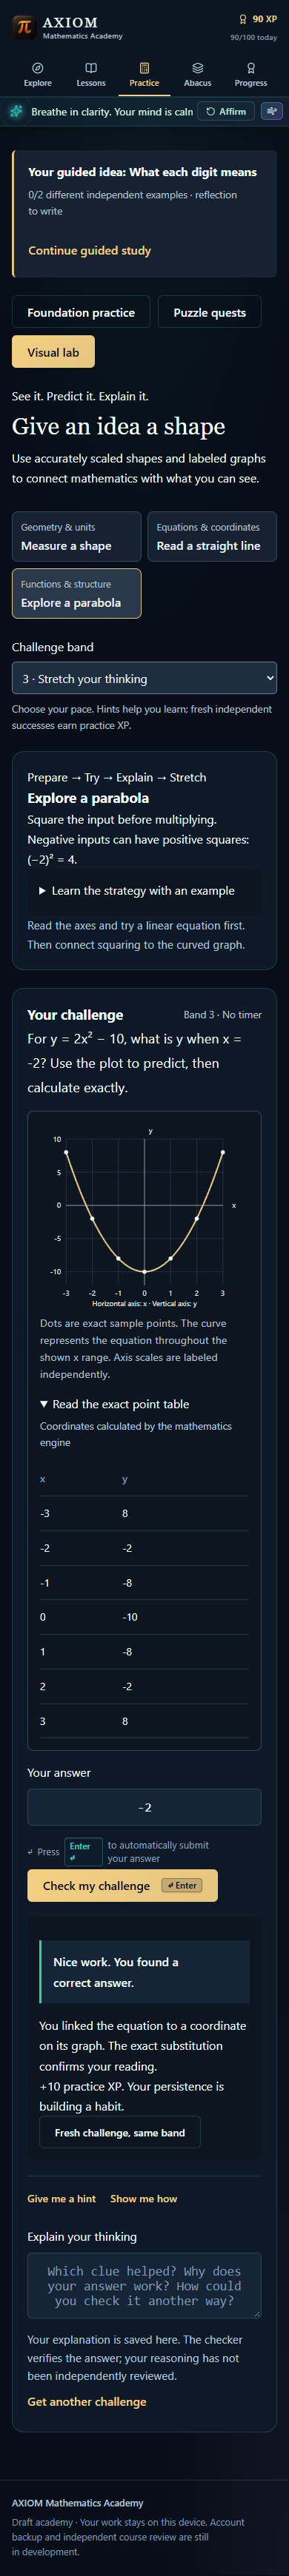 π AXIOM
Mathematics Academy
90 XP
90/100 today
Explore Lessons Practice Abacus Progress
Breathe in clarity. Your mind is caln
Affirm
Your guided idea: What each digit means
0/2 different independent examples · reflection
to write
Continue guided study
Foundation practice
Puzzle quests
Visual lab
See it. Predict it. Explain it.
Give an idea a shape
Use accurately scaled shapes and labeled graphs
to connect mathematics with what you can see.
Geometry & units
Measure a shape
Equations & coordinates
Read a straight line
Functions & structure
Explore a parabola
Challenge band
3 · Stretch your thinking
Choose your pace. Hints help you learn; fresh independent
successes earn practice XP.
Prepare → Try → Explain → Stretch
Explore a parabola
Square the input before multiplying.
Negative inputs can have positive squares:
(−2)² = 4.
▶ Learn the strategy with an example
Read the axes and try a linear equation first.
Then connect squaring to the curved graph.
Your challenge
Band 3 · No timer
For y = 2x² − 10, what is y when x =
-2? Use the plot to predict, then
calculate exactly.
y
10
5
0
x
-5
-10
-3 -2 -1 0 1 2 3
Horizontal axis: x · Vertical axis: y
Dots are exact sample points. The curve
represents the equation throughout the
shown x range. Axis scales are labeled
independently.
▼ Read the exact point table
Coordinates calculated by the mathematics
engine
x y
-3 8
-2 -2
-1 -8
0 -10
1 -8
2 -2
3 8
Your answer
-2
↵ Press Enter ↵ to automatically submit
your answer
Check my challenge ↵ Enter
Nice work. You found a
correct answer.
You linked the equation to a coordinate
on its graph. The exact substitution
confirms your reading.
+10 practice XP. Your persistence is
building a habit.
Fresh challenge, same band
Give me a hint Show me how
Explain your thinking
Which clue helped? Why does
your answer work? How could
you check it another way?
Your explanation is saved here. The checker
verifies the answer; your reasoning has not
been independently reviewed.
Get another challenge
AXIOM Mathematics Academy
Draft academy · Your work stays on this device. Account
backup and independent course review are still
in development.